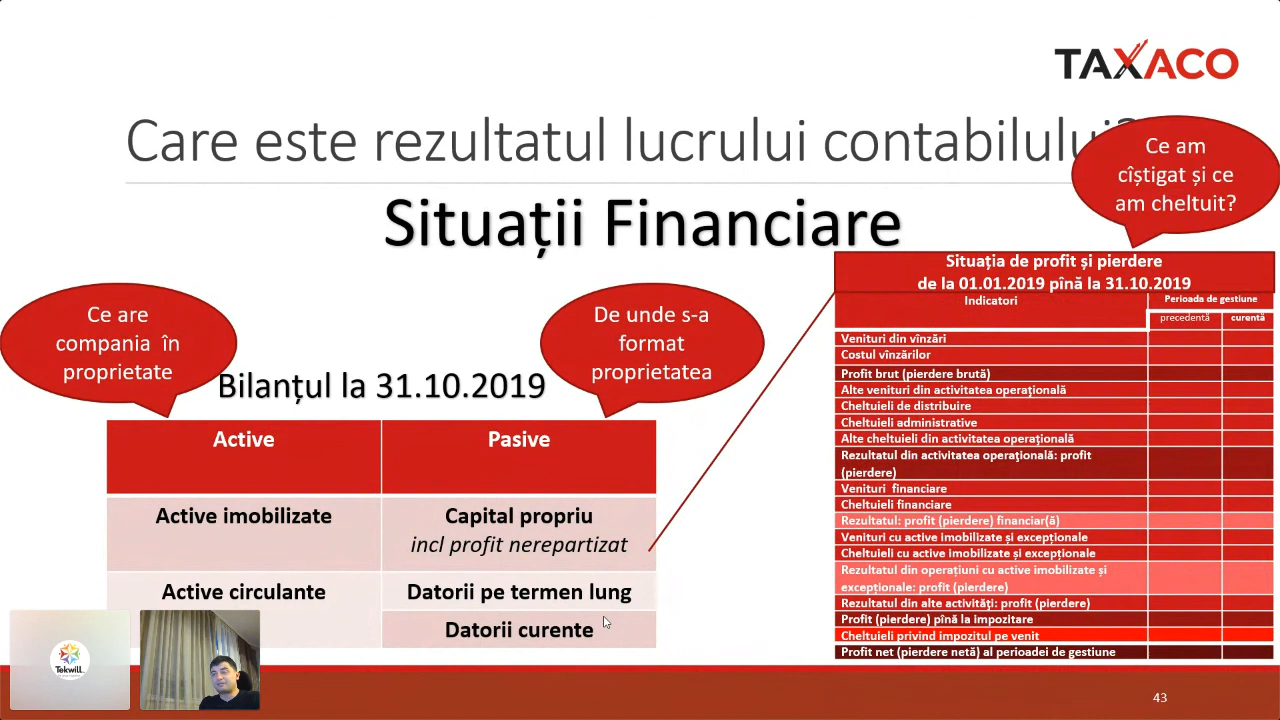 TAXACO
Care este rezultatul lucrului contabilului?
Ce am
cîștigat și ce
am cheltuit?
Situații Financiare
Ce are
compania în
proprietate
De unde s-a
format
proprietatea
Bilanțul la 31.10.2019
Active
Pasive
Active imobilizate
Capital propriu
incl profit nerepartizat
Active circulante
Datorii pe termen lung
Datorii curente
Situația de profit și pierdere
de la 01.01.2019 pînă la 31.10.2019
Indicatori
Perioada de gestiune
precedentă
curentă
Venituri din vînzări
Costul vînzărilor
Profit brut (pierdere brută)
Alte venituri din activitatea operațională
Cheltuieli de distribuire
Cheltuieli administrative
Alte cheltuieli din activitatea operațională
Rezultatul din activitatea operațională: profit
(pierdere)
Venituri financiare
Cheltuieli financiare
Rezultatul: profit (pierdere) financiar(ă)
Venituri cu active imobilizate și excepționale
Cheltuieli cu active imobilizate și excepționale
Rezultatul din operațiuni cu active imobilizate și
excepționale: profit (pierdere)
Rezultatul din alte activități: profit (pierdere)
Profit (pierdere) pînă la impozitare
Cheltuieli privind impozitul pe venit
Profit net (pierdere netă) al perioadei de gestiune
Tekwill
43